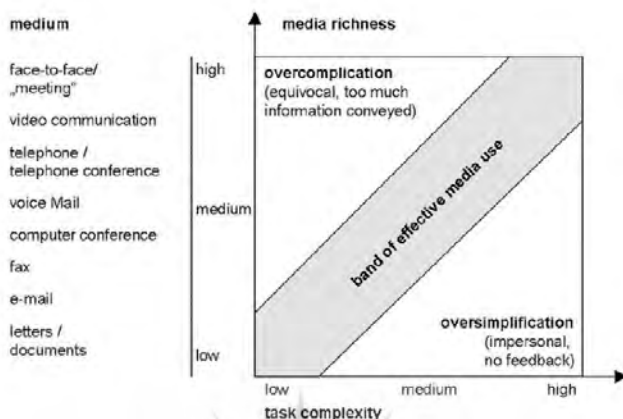 medium
media richness
face-to-face/
„meeting"
video communication
telephone /
telephone conference
voice Mail
computer conference
fax
e-mail
letters /
documents
high
medium
low
overcomplication
(equivocal, too much
information conveyed)
band of effective media use
oversimplification
(impersonal,
no feedback)
low
medium
high
task complexity